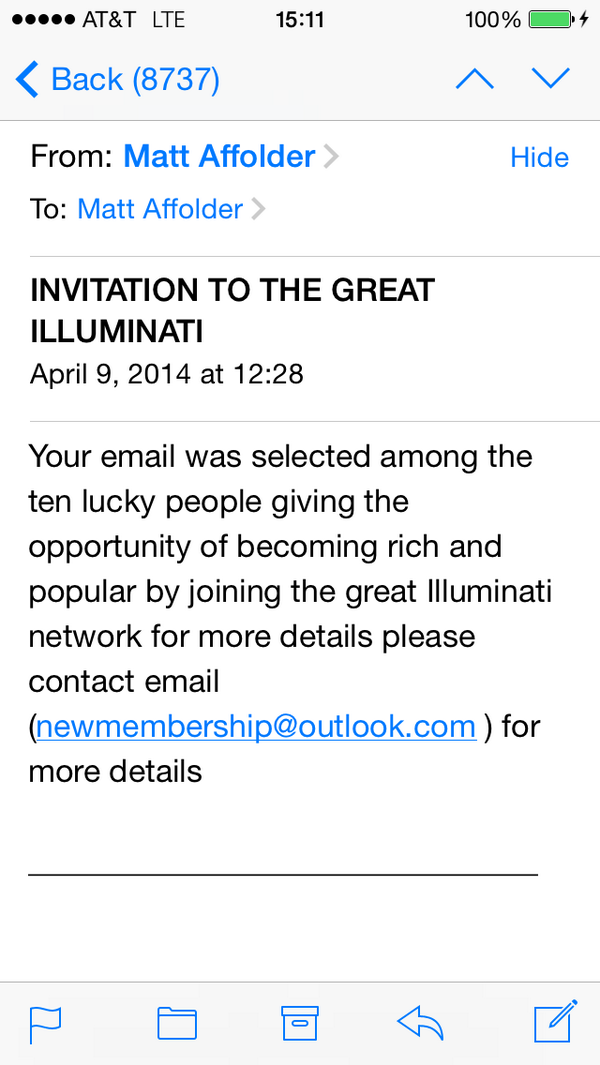 ●●●●● AT&T LTE 15:11 100%
Back (8737)
From: Matt Affolder Hide
To: Matt Affolder
INVITATION TO THE GREAT
ILLUMINATI
April 9, 2014 at 12:28
Your email was selected among the
ten lucky people giving the
opportunity of becoming rich and
popular by joining the great Illuminati
network for more details please
contact email
(newmembership@outlook.com ) for
more details